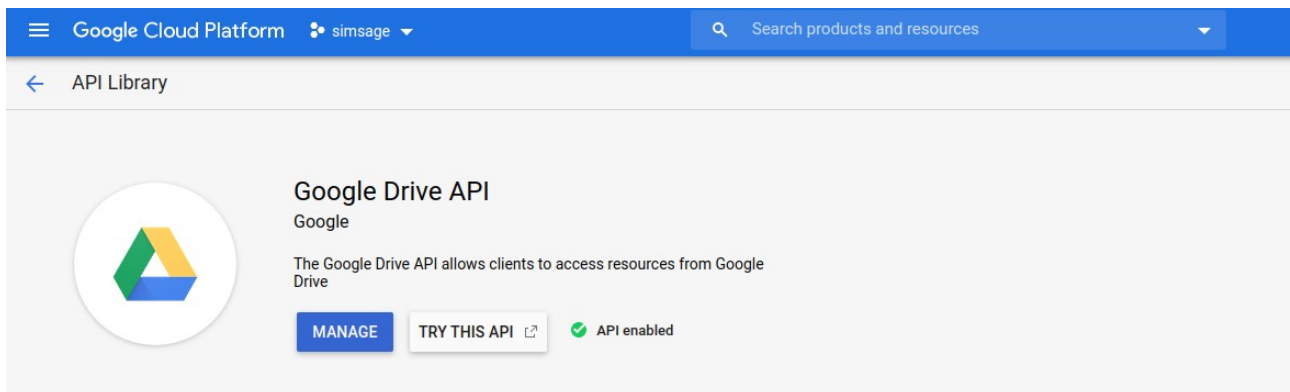 Google Cloud Platform simsage Search products and resources
API Library
Google Drive API
Google
The Google Drive API allows clients to access resources from Google
Drive
MANAGE TRY THIS API API enabled